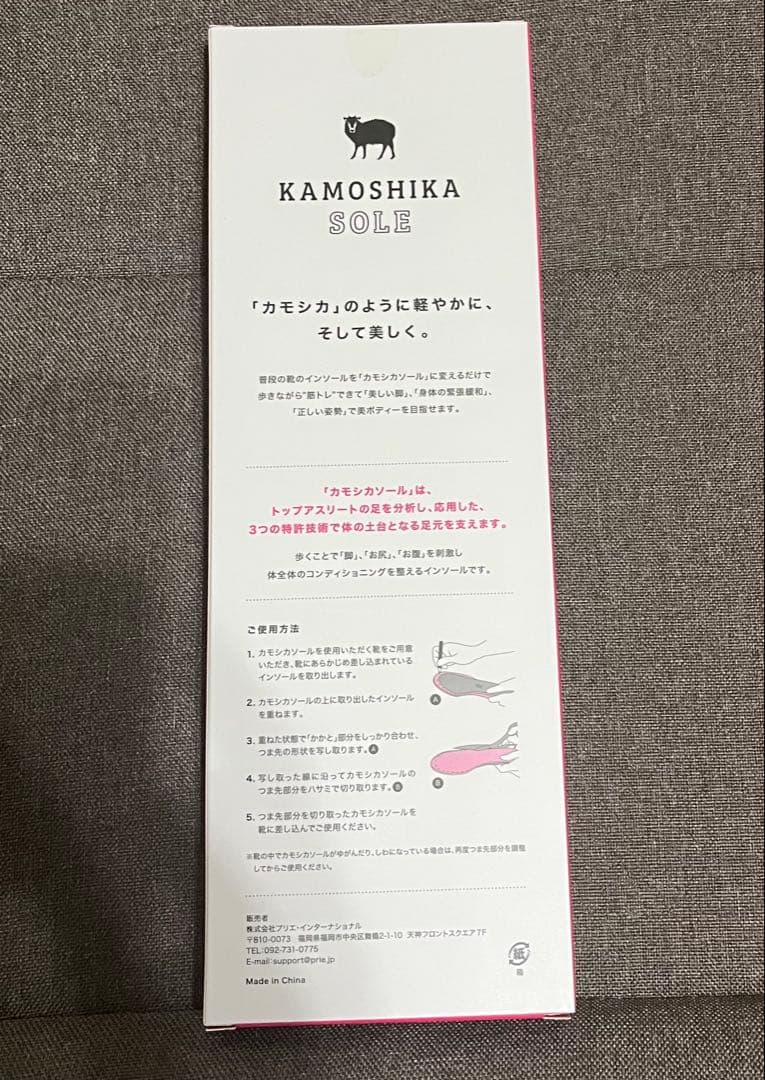 KAMOSHIKA
SOLE
「カモシカ」のように軽やかに、
そして美しく。
普段の靴のインソールを「カモシカソール」に変えるだけで
歩きながら"筋トレ"できて「美しい脚」、「身体の緊張緩和」、
「正しい姿勢」で美ボディーを目指せます。
「カモシカソール」は、
トップアスリートの足を分析し、応用した、
3つの特許技術で体の土台となる足元を支えます。
歩くことで「脚」、「お尻」、「お腹」を刺激し
体全体のコンディショニングを整えるインソールです。
ご使用方法
1. カモシカソールを使用いただく靴をご用意
いただき、靴にあらかじめ差し込まれている
インソールを取り出します。
A
2. カモシカソールの上に取り出したインソール
を重ねます。
3. 重ねた状態で「かかと」部分をしっかり合わせ、
つま先の形状を写し取ります。A
4. 写し取った線に沿ってカモシカソールの
つま先部分をハサミで切り取ります。B
B
5. つま先部分を切り取ったカモシカソールを
靴に差し込んでご使用ください。
※靴の中でカモシカソールがゆがんだり、しわになっている場合は、再度つま先部分を調整
してからご使用ください。
販売者
株式会社プリエ・インターナショナル
〒810-0073 福岡県福岡市中央区舞鶴2-1-10 天神フロントスクエア7F
TEL:092-731-0775
E-mail:support@prie.jp
紙
箱
Made in China